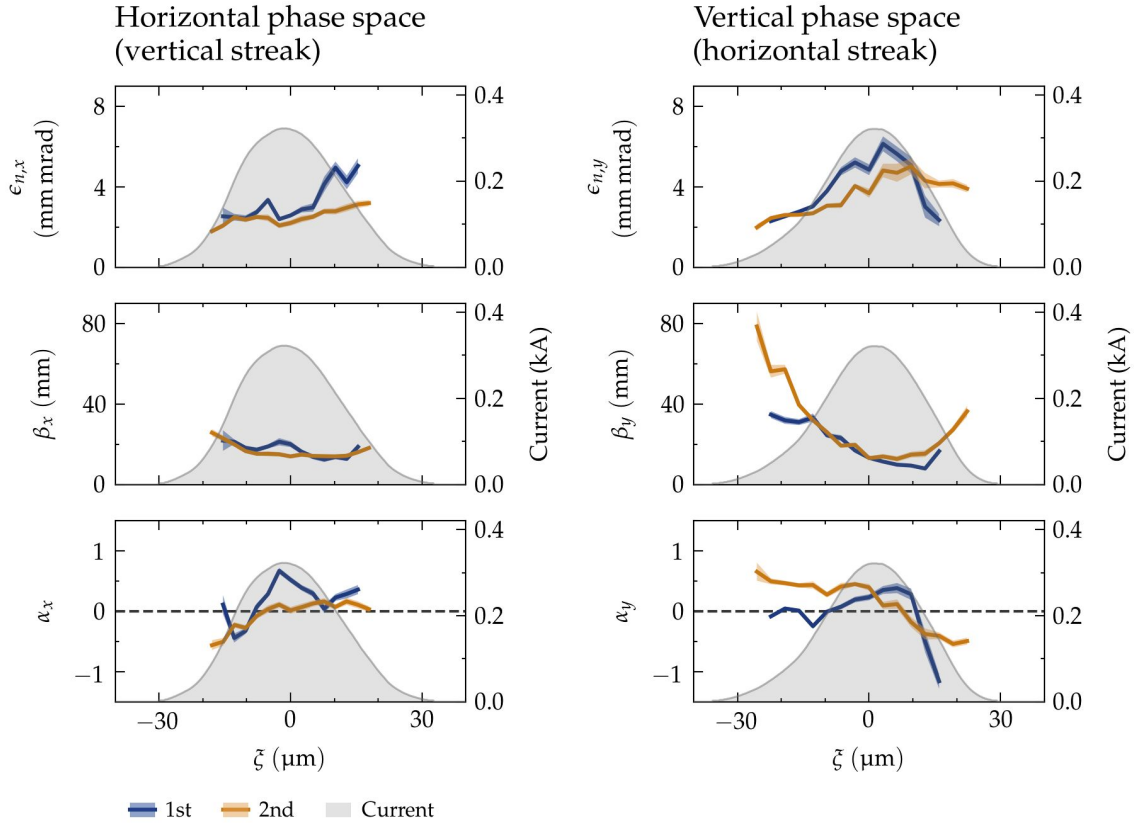 Horizontal phase space
(vertical streak)
Vertical phase space
(horizontal streak)
8
4
0
ϵn,x
(mm mrad)
0.4
0.2
0.0
8
4
0
ϵn,y
(mm mrad)
0.4
0.2
0.0
80
40
0
βx (mm)
0.4
0.2
0.0
Current (kA)
80
40
0
βy (mm)
0.4
0.2
0.0
Current (kA)
1
0
−1
αx
0.4
0.2
0.0
1
0
−1
αy
0.4
0.2
0.0
−30 0 30
ξ (μm)
−30 0 30
ξ (μm)
1st 2nd Current